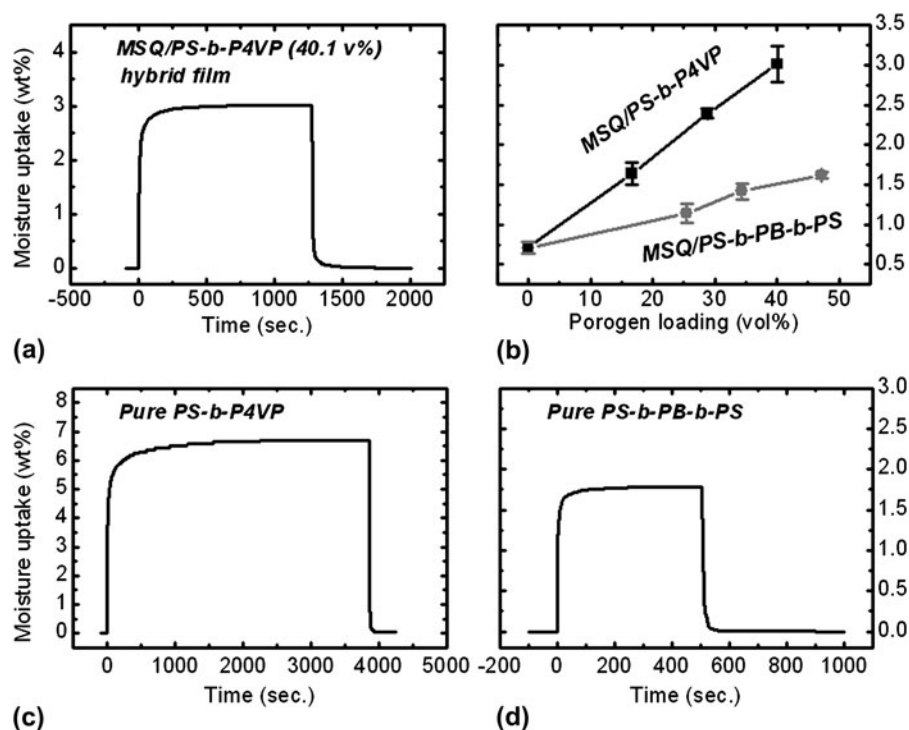 MSQ/PS-b-P4VP (40.1 v%)
hybrid film
Moisture uptake (wt%)
4
3
2
1
0
-500 0 500 1000 1500 2000
Time (sec.)
(a)
MSQ/PS-b-P4VP
MSQ/PS-b-PB-b-PS
3.5
3.0
2.5
2.0
1.5
1.0
0.5
0 10 20 30 40 50
Porogen loading (vol%)
(b)
Pure PS-b-P4VP
Moisture uptake (wt%)
8
7
6
5
4
3
2
1
0
0 1000 2000 3000 4000 5000
Time (sec.)
(c)
Pure PS-b-PB-b-PS
3.0
2.5
2.0
1.5
1.0
0.5
0.0
-200 0 200 400 600 800 1000
Time (sec.)
(d)